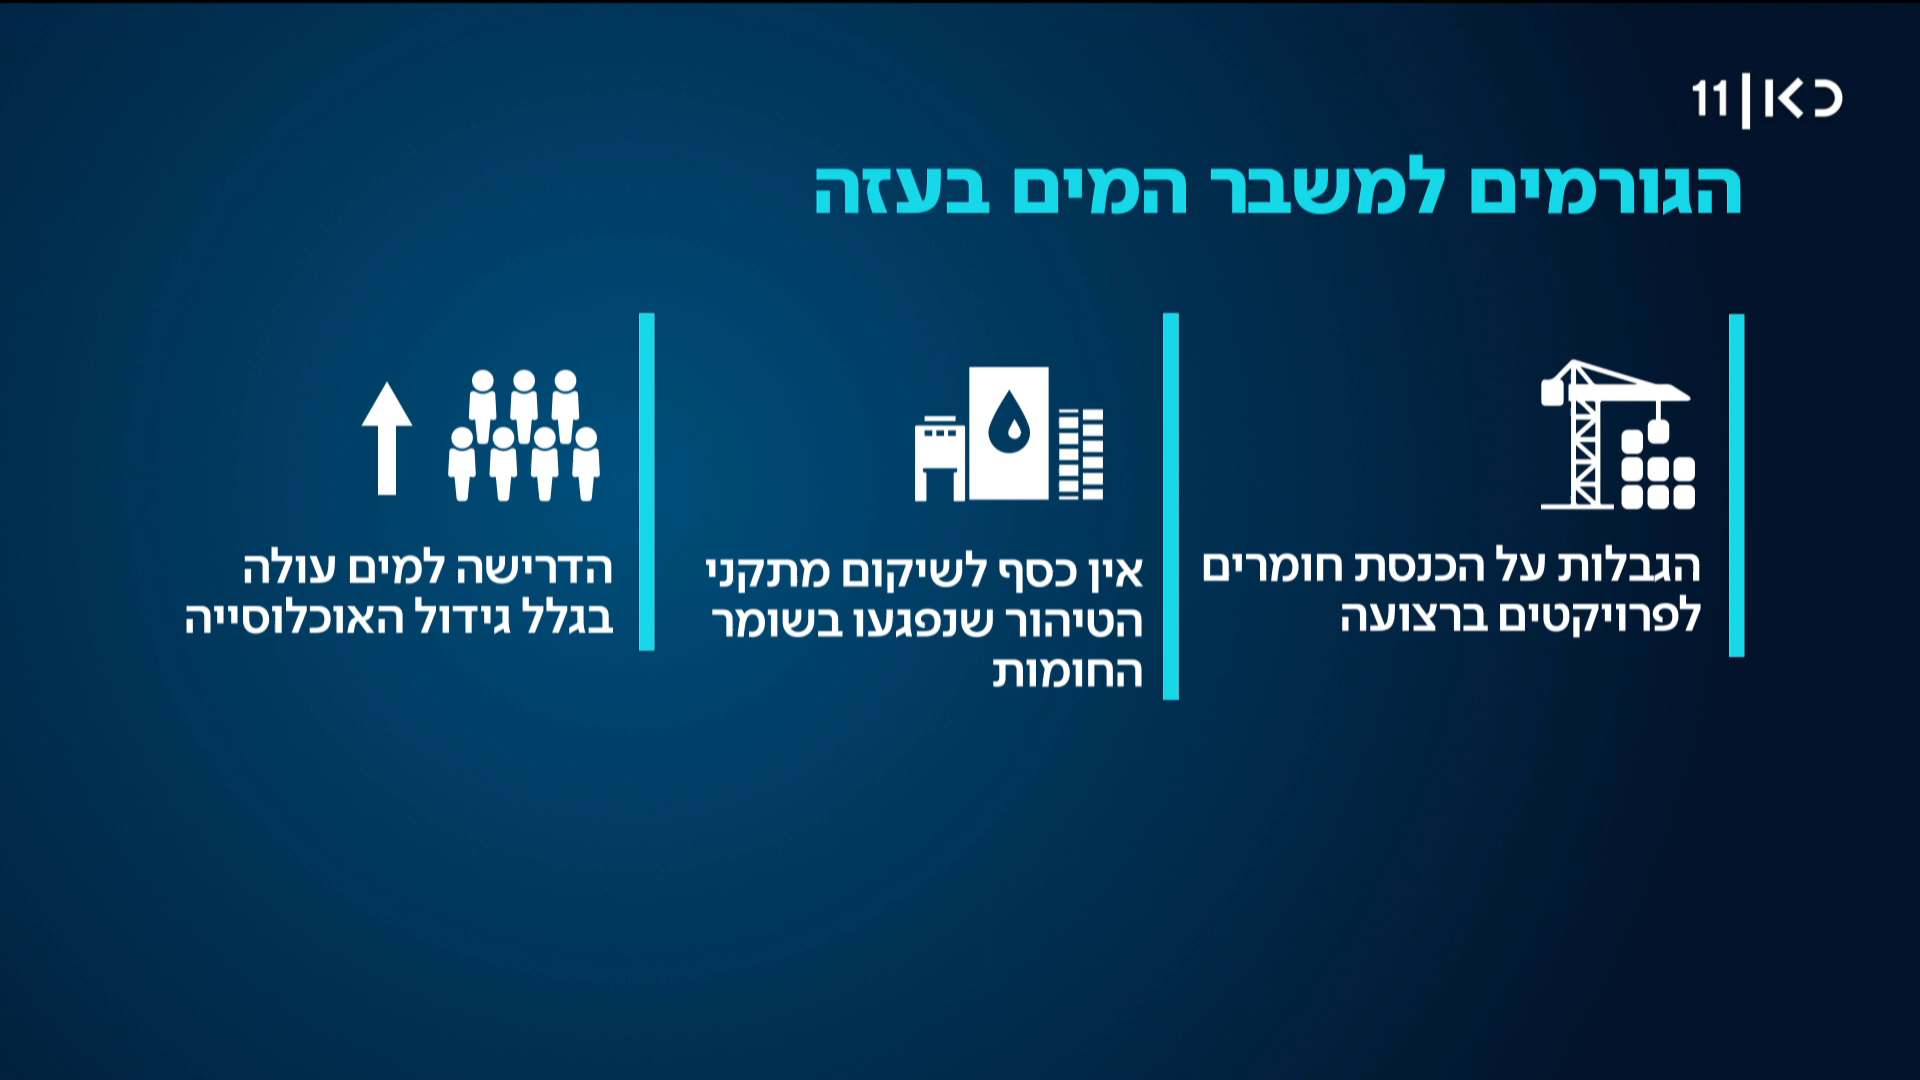 כאן 11
הגורמים למשבר המים בעזה
הגבלות על הכנסת חומרים
לפרויקטים ברצועה
אין כסף לשיקום מתקני
הטיהור שנפגעו בשומר
החומות
הדרישה למים עולה
בגלל גידול האוכלוסייה